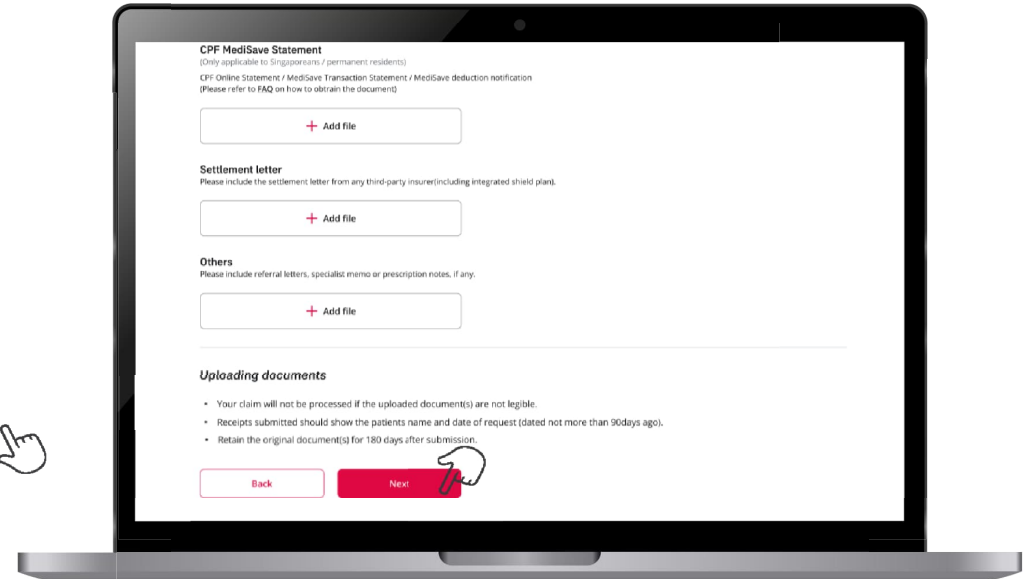 CPF MediSave Statement
(Only applicable to Singaporeans / permanent residents)
CPF Online Statement / MediSave Transaction Statement / MediSave deduction notification
(Please refer to FAQ on how to obtain the document)
+ Add file
Settlement letter
Please include the settlement letter from any third-party insurer(including integrated shield plan).
+ Add file
Others
Please include referral letters, specialist memo or prescription notes, if any.
+ Add file
Uploading documents
• Your claim will not be processed if the uploaded document(s) are not legible.
• Receipts submitted should show the patients name and date of request (dated not more than 90days ago).
• Retain the original document(s) for 180 days after submission.
Back Next